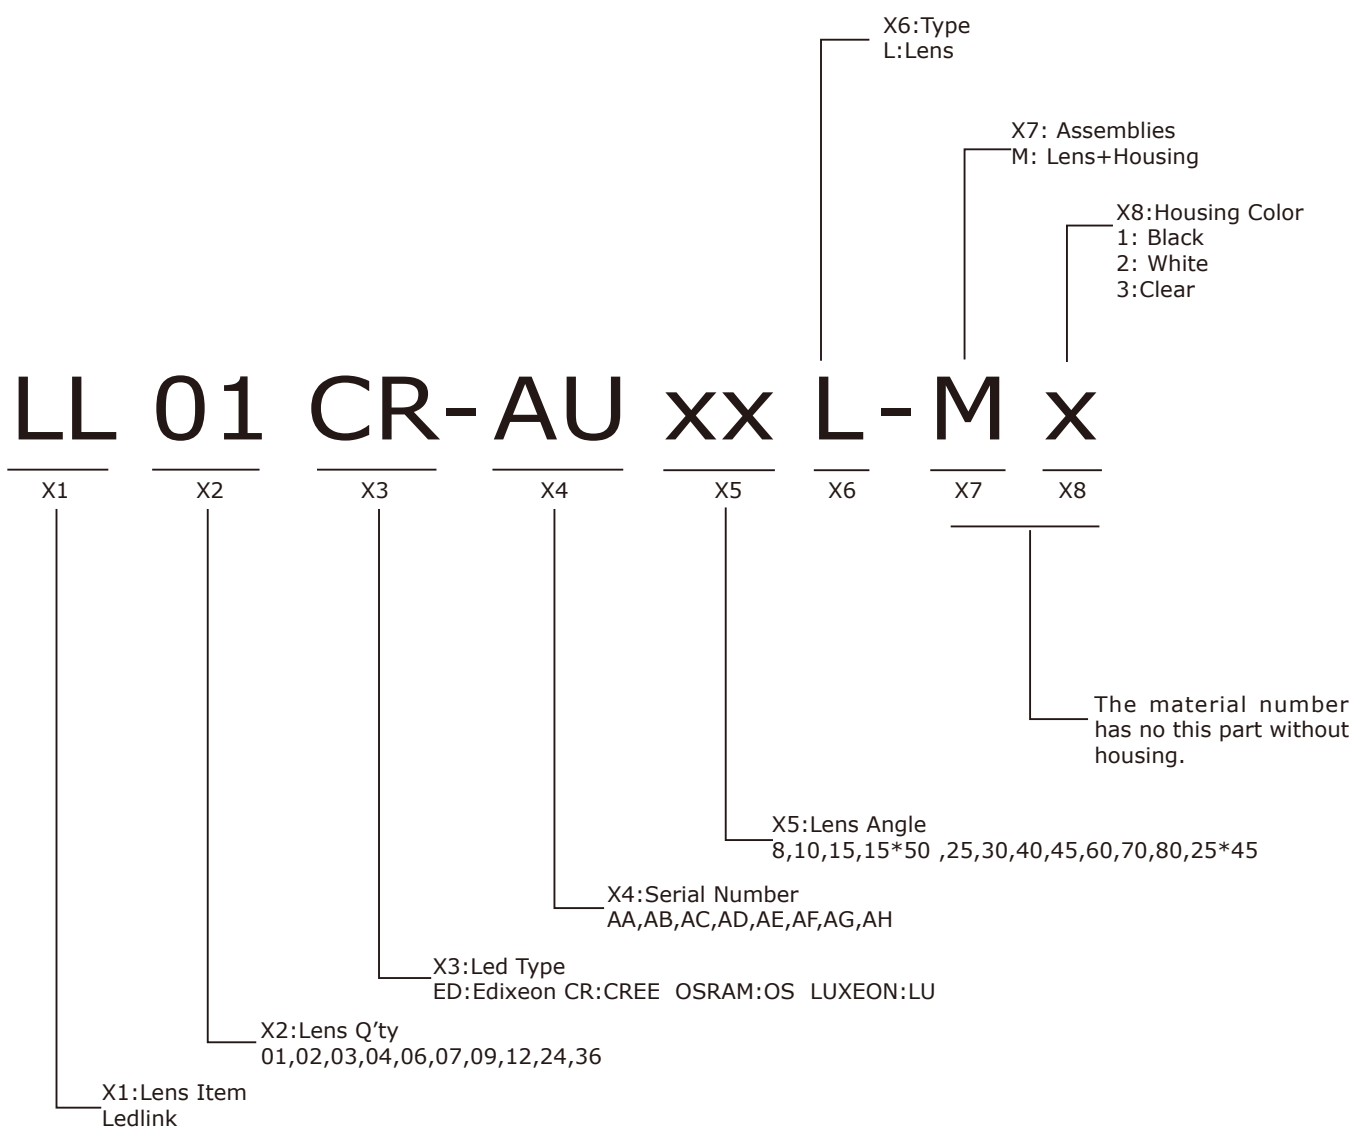 X6:Type
L:Lens
X7: Assemblies
M: Lens+Housing
X8:Housing Color
1: Black
2: White
3:Clear
LL 01 CR-AU xx L-M x
X1 X2 X3 X4 X5 X6 X7 X8
The material number
has no this part without
housing.
X5:Lens Angle
8,10,15,15*50 ,25,30,40,45,60,70,80,25*45
X4:Serial Number
AA,AB,AC,AD,AE,AF,AG,AH
X3:Led Type
ED:Edixeon CR:CREE OSRAM:OS LUXEON:LU
X2:Lens Q’ty
01,02,03,04,06,07,09,12,24,36
X1:Lens Item
Ledlink